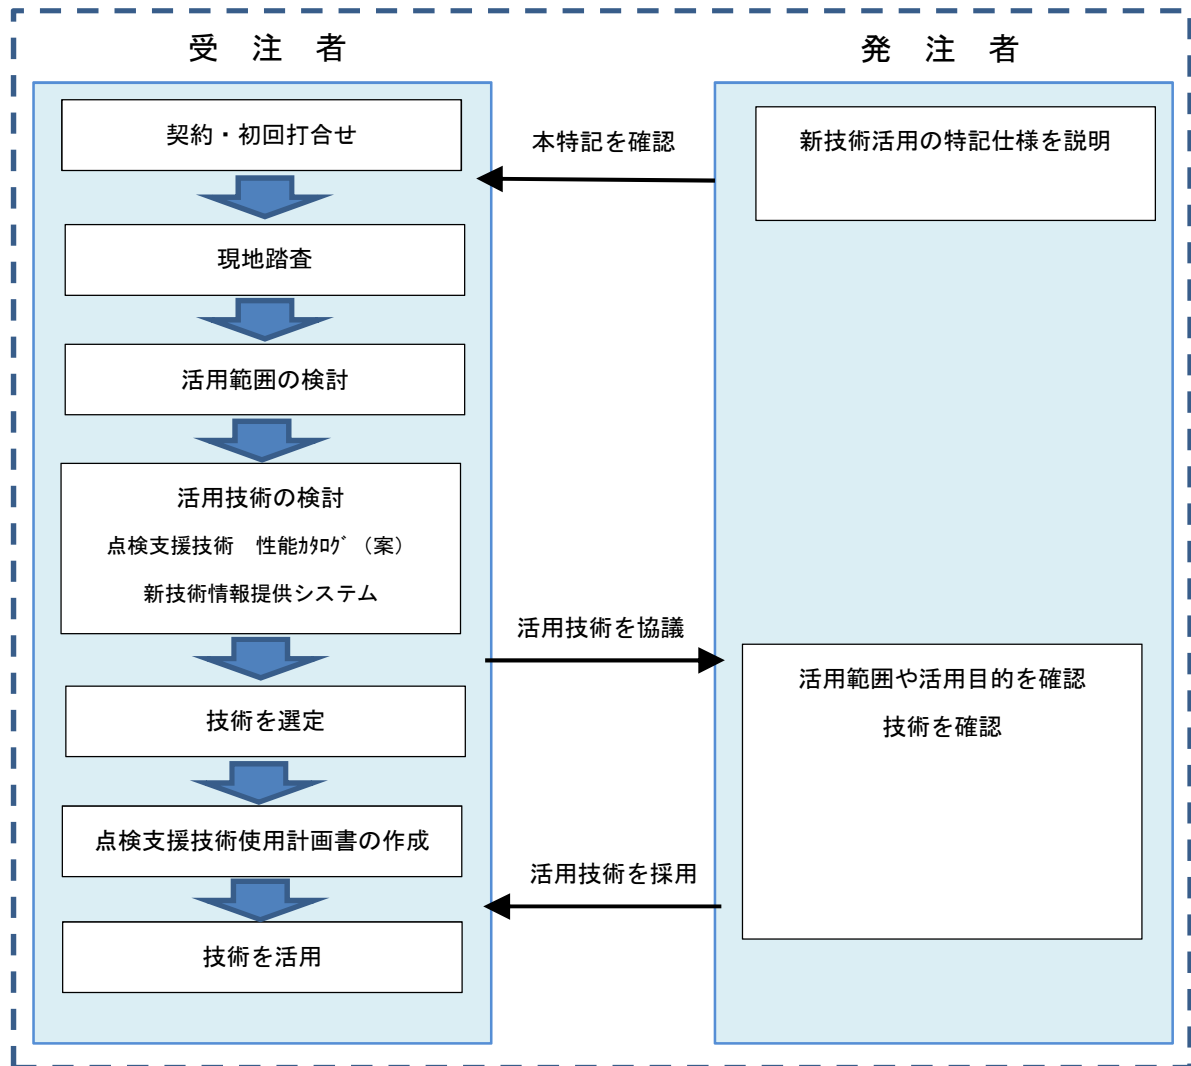 受　注　者
発　注　者
契約・初回打合せ
本特記を確認
新技術活用の特記仕様を説明
現地踏査
活用範囲の検討
活用技術の検討
点検支援技術　性能ｶﾀﾛｸﾞ（案）
新技術情報提供システム
活用技術を協議
活用範囲や活用目的を確認
技術を確認
技術を選定
点検支援技術使用計画書の作成
活用技術を採用
技術を活用